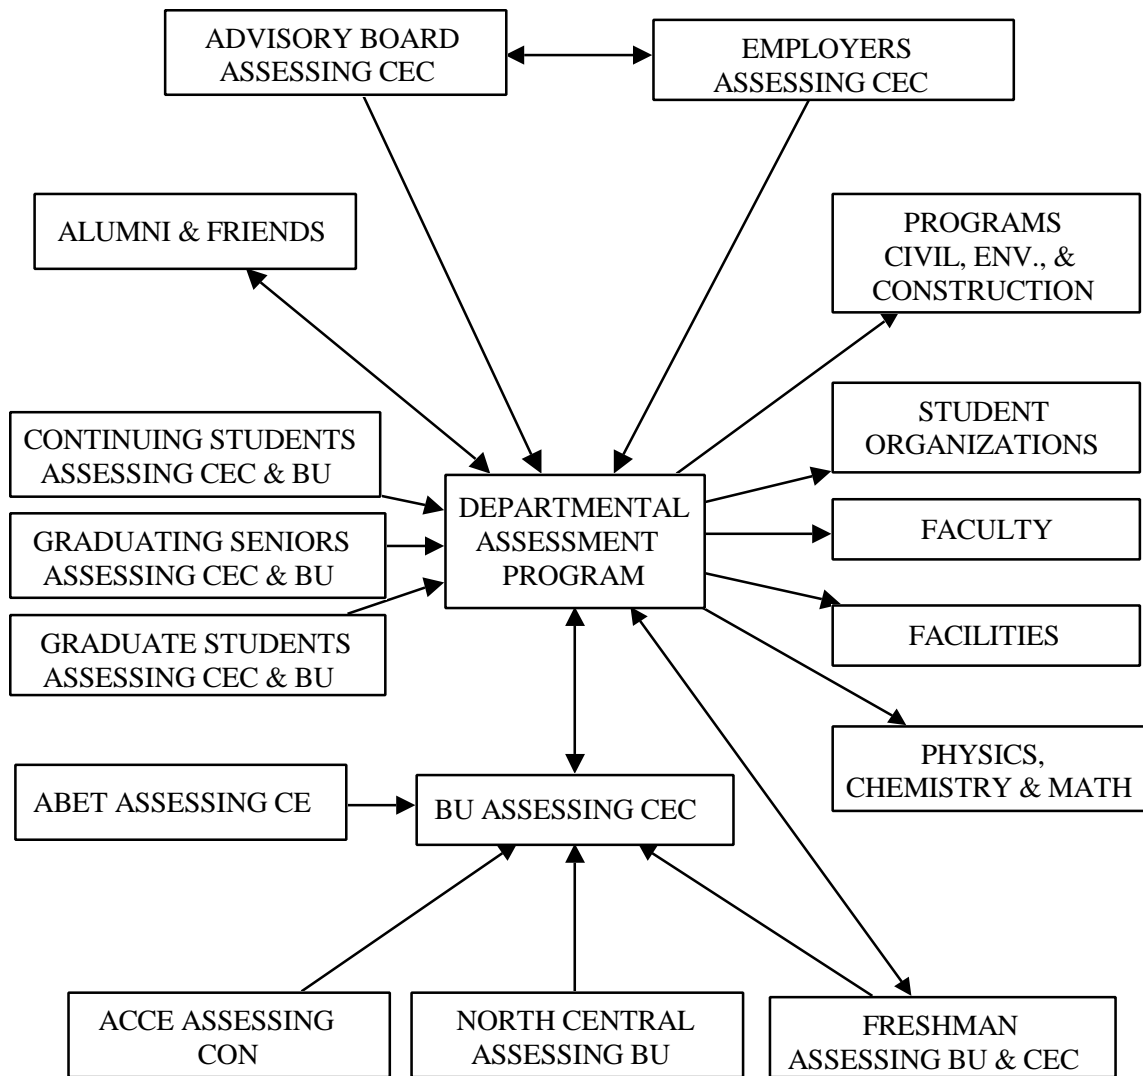 ADVISORY BOARD
ASSESSING CEC
EMPLOYERS
ASSESSING CEC
ALUMNI & FRIENDS
PROGRAMS
CIVIL, ENV., &
CONSTRUCTION
CONTINUING STUDENTS
ASSESSING CEC & BU
STUDENT
ORGANIZATIONS
GRADUATING SENIORS
ASSESSING CEC & BU
DEPARTMENTAL
ASSESSMENT
PROGRAM
FACULTY
GRADUATE STUDENTS
ASSESSING CEC & BU
FACILITIES
PHYSICS,
CHEMISTRY & MATH
ABET ASSESSING CE
BU ASSESSING CEC
ACCE ASSESSING
CON
NORTH CENTRAL
ASSESSING BU
FRESHMAN
ASSESSING BU & CEC